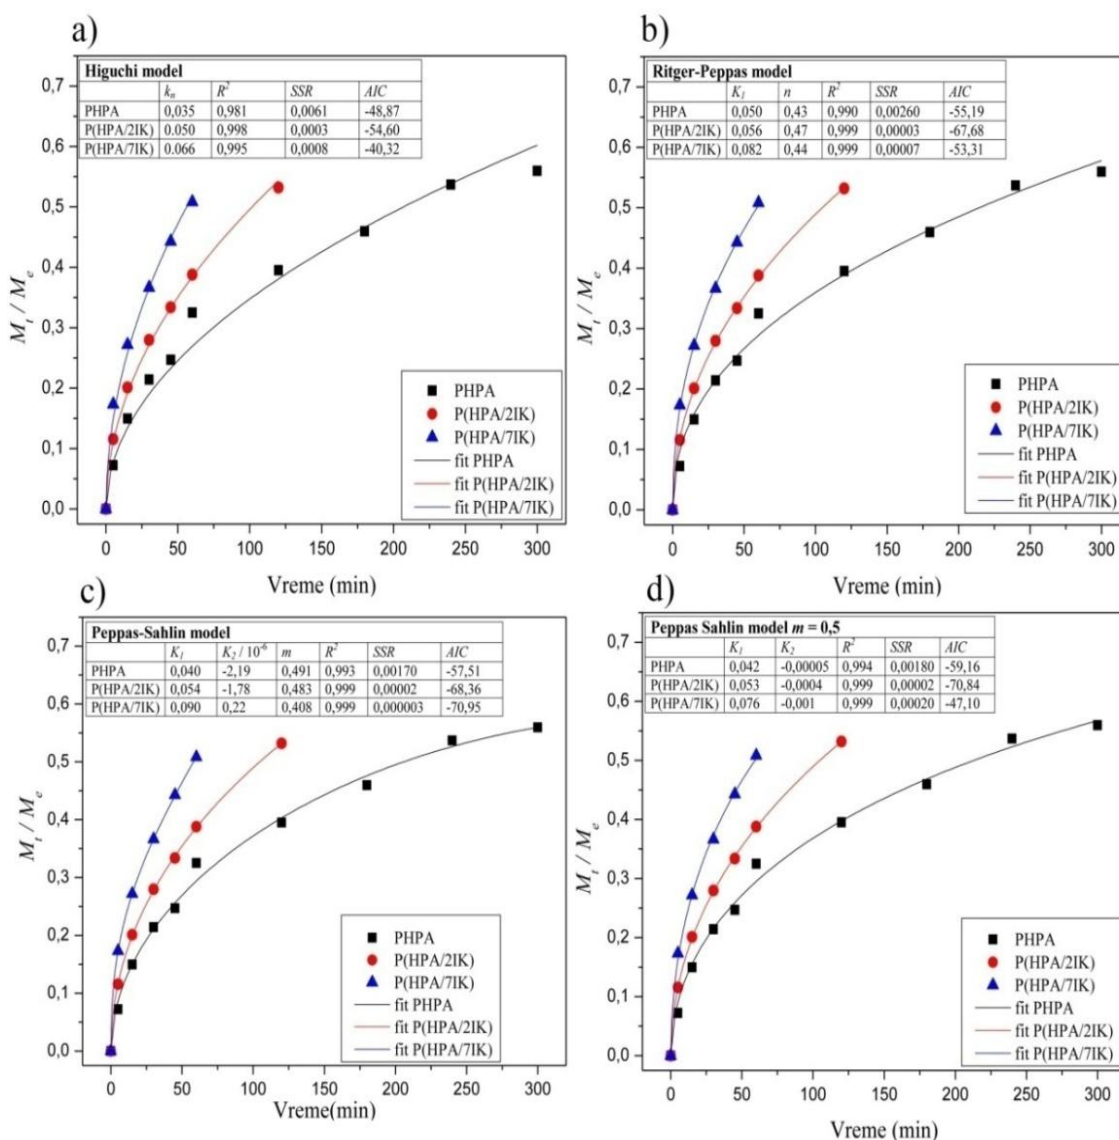 a)
Higuchi model
kn R2 SSR AIC
PHPA 0,035 0,981 0,0061 -48,87
P(HPA/2IK) 0.050 0,998 0,0003 -54,60
P(HPA/7IK) 0.066 0,995 0,0008 -40,32
0,7
0,6
0,5
0,4
0,3
0,2
0,1
0,0
Mt / Me
PHPA
P(HPA/2IK)
P(HPA/7IK)
fit PHPA
fit P(HPA/2IK)
fit P(HPA/7IK)
0 50 100 150 200 250 300
Vreme (min)
b)
Ritger-Peppas model
K1 n R2 SSR AIC
PHPA 0,050 0,43 0,990 0,00260 -55,19
P(HPA/2IK) 0,056 0,47 0,999 0,00003 -67,68
P(HPA/7IK) 0,082 0,44 0,999 0,00007 -53,31
0,7
0,6
0,5
0,4
0,3
0,2
0,1
0,0
Mt / Me
PHPA
P(HPA/2IK)
P(HPA/7IK)
fit PHPA
fit P(HPA/2IK)
fit P(HPA/7IK)
0 50 100 150 200 250 300
Vreme (min)
c)
Peppas-Sahlin model
K1 K2 / 10-6 m R2 SSR AIC
PHPA 0,040 -2,19 0,491 0,993 0,00170 -57,51
P(HPA/2IK) 0,054 -1,78 0,483 0,999 0,00002 -68,36
P(HPA/7IK) 0,090 0,22 0,408 0,999 0,000003 -70,95
0,7
0,6
0,5
0,4
0,3
0,2
0,1
0,0
Mt / Me
PHPA
P(HPA/2IK)
P(HPA/7IK)
fit PHPA
fit P(HPA/2IK)
fit P(HPA/7IK)
0 50 100 150 200 250 300
Vreme(min)
d)
Peppas Sahlin model m = 0,5
K1 K2 R2 SSR AIC
PHPA 0,042 -0,00005 0,994 0,00180 -59,16
P(HPA/2IK) 0,053 -0,0004 0,999 0,00002 -70,84
P(HPA/7IK) 0,076 -0,001 0,999 0,00020 -47,10
0,7
0,6
0,5
0,4
0,3
0,2
0,1
0,0
Mt / Me
PHPA
P(HPA/2IK)
P(HPA/7IK)
fit PHPA
fit P(HPA/2IK)
fit P(HPA/7IK)
0 50 100 150 200 250 300
Vreme (min)